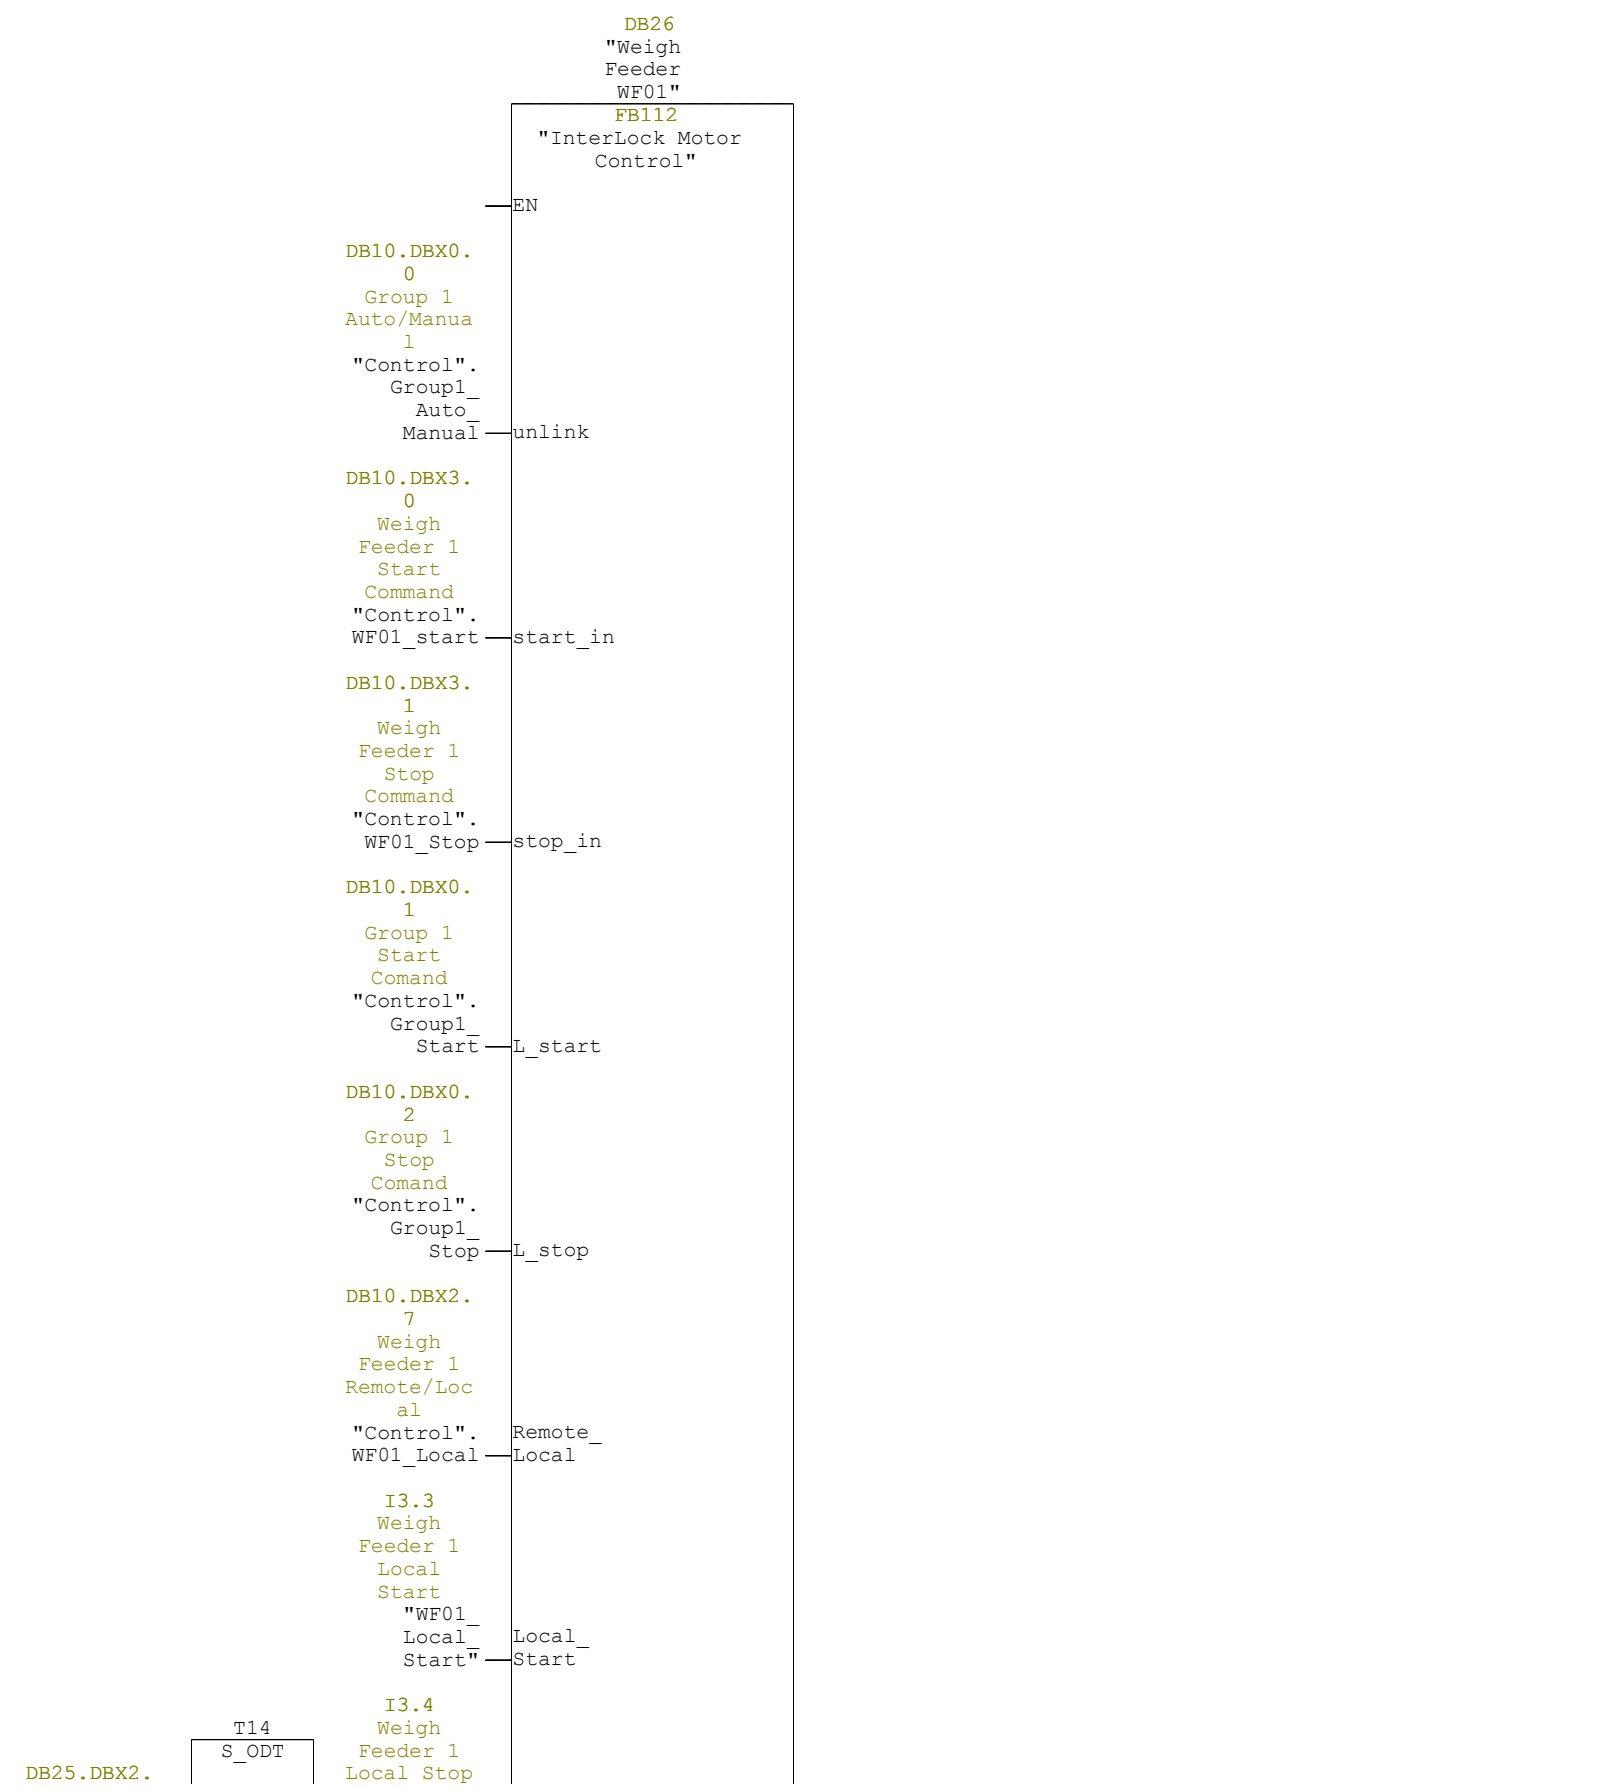 DB26
"Weigh
Feeder
WF01"
FB112
"InterLock Motor
Control"
EN
DB10.DBX0.
0
Group 1
Auto/Manua
l
"Control".
Group1_
Auto_
Manual
unlink
DB10.DBX3.
0
Weigh
Feeder 1
Start
Command
"Control".
WF01_start
start_in
DB10.DBX3.
1
Weigh
Feeder 1
Stop
Command
"Control".
WF01_Stop
stop_in
DB10.DBX0.
1
Group 1
Start
Comand
"Control".
Group1_
Start
L_start
DB10.DBX0.
2
Group 1
Stop
Comand
"Control".
Group1_
Stop
L_stop
DB10.DBX2.
7
Weigh
Feeder 1
Remote/Loc
al
"Control".
WF01_Local
Remote_
Local
I3.3
Weigh
Feeder 1
Local
Start
"WF01_
Local_
Start"
Local_
Start
I3.4
Weigh
Feeder 1
Local Stop
T14
S_ODT
DB25.DBX2.